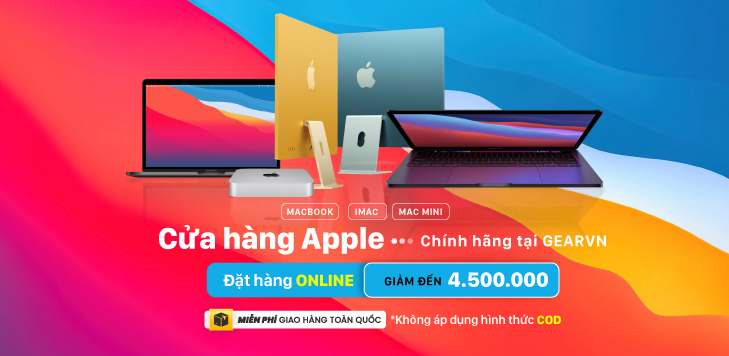 MACBOOK IMAC MAC MINI
Cửa hàng Apple ••• Chính hãng tại GEARVN
Đặt hàng ONLINE GIẢM ĐẾN 4.500.000
MIỄN PHÍ GIAO HÀNG TOÀN QUỐC *Không áp dụng hình thức COD